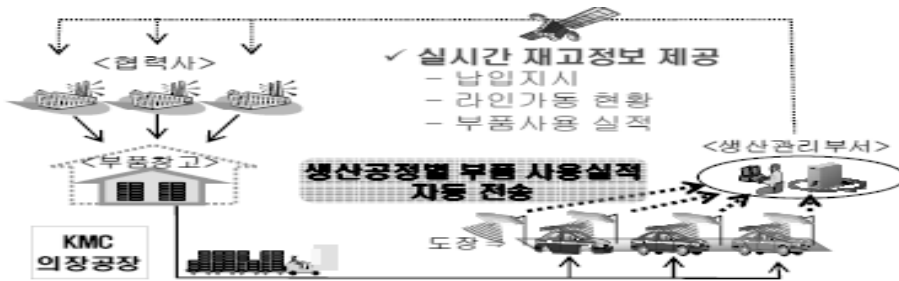 <협력사>
✓ 실시간 재고정보 제공
- 납입지시
- 라인가동 현황
- 부품사용 실적
<부품창고>
<생산관리부서>
생산공정별 부품 사용실적
자동 전송
도장
KMC
의장공장